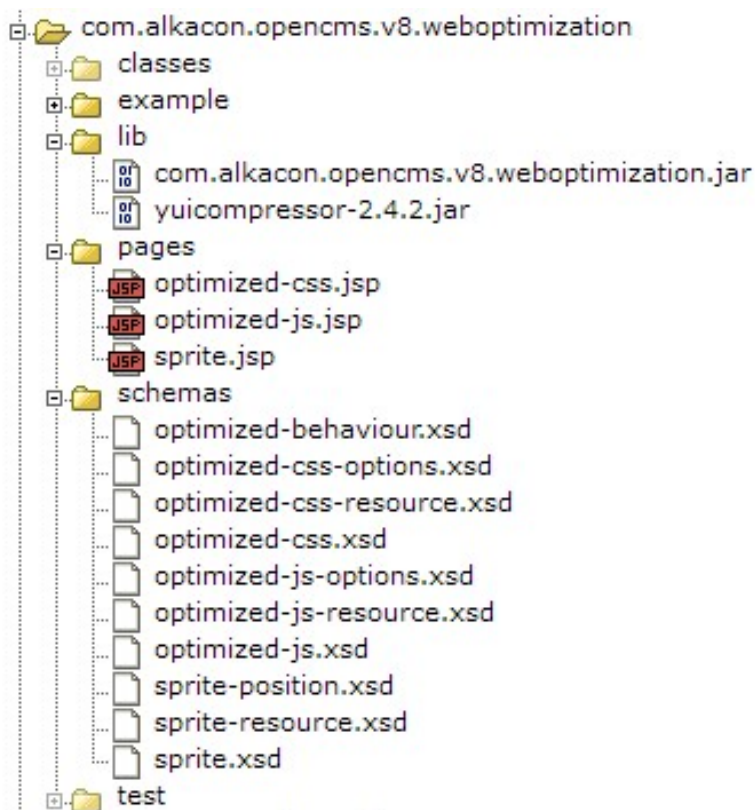 com.alkacon.opencms.v8.weboptimization
classes
example
lib
com.alkacon.opencms.v8.weboptimization.jar
yuicompressor-2.4.2.jar
pages
JSP optimized-css.jsp
JSP optimized-js.jsp
JSP sprite.jsp
schemas
optimized-behaviour.xsd
optimized-css-options.xsd
optimized-css-resource.xsd
optimized-css.xsd
optimized-js-options.xsd
optimized-js-resource.xsd
optimized-js.xsd
sprite-position.xsd
sprite-resource.xsd
sprite.xsd
test